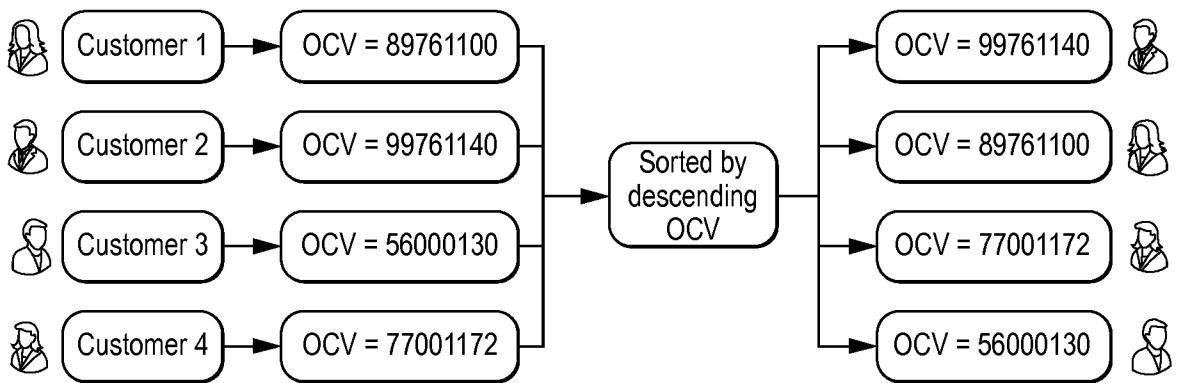 Customer 1
OCV = 89761100
OCV = 99761140
Customer 2
OCV = 99761140
OCV = 89761100
Sorted by
descending
OCV
Customer 3
OCV = 56000130
OCV = 77001172
Customer 4
OCV = 77001172
OCV = 56000130